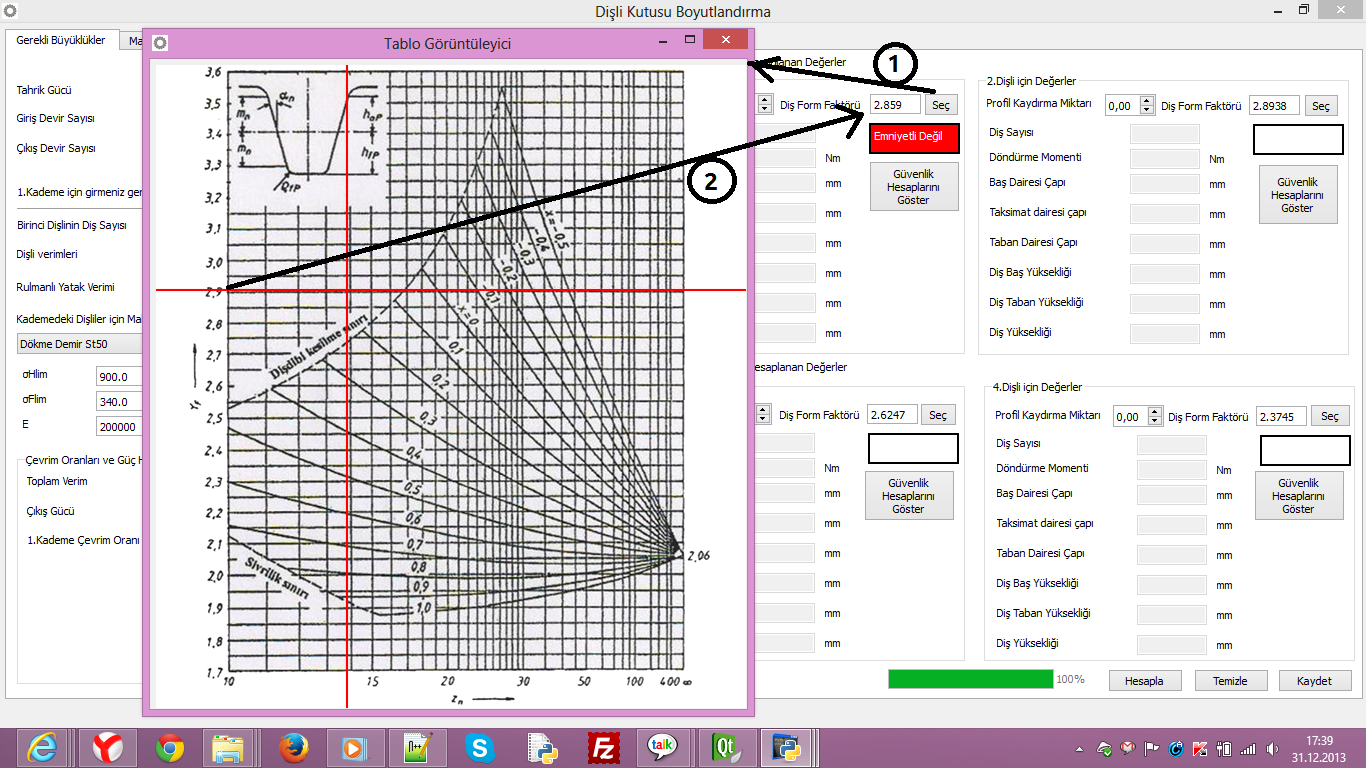 Dişli Kutusu Boyutlandırma
Gerekli Büyüklükler
Ma
Tahrik Gücü
Giriş Devir Sayısı
Çıkış Devir Sayısı
1.Kademe için girmeniz ger
Birinci Dişlinin Diş Sayısı
Dişli verimleri
Rulmanlı Yatak Verimi
Kademedeki Dişliler için Ma
Dökme Demir St50
σHlim
900.0
σFlim
340.0
E
200000
Çevrim Oranları ve Güç H
Toplam Verim
Çıkış Gücü
1.Kademe Çevrim Oranı
Tablo Görüntüleyici
3,6
3,5
3,4
3,3
3,2
3,1
3,0
2,9
2,8
2,7
2,6
2,5
2,4
2,3
2,2
2,1
2,0
1,9
1,8
1,7
10
15
20
30
50
100
400 ∞
zn
Dişdibi kesilme sınırı
Sivrilik sınırı
x=-0,5
-0,4
-0,3
-0,2
-0,1
x=0
0,1
0,2
0,3
0,4
0,5
0,6
0,7
0,8
0,9
1,0
2,06
1
2
planan Değerler
Diş Form Faktörü
2.859
Seç
Emniyetli Değil
Nm
Güvenlik
Hesaplarını
Göster
mm
mm
mm
mm
mm
mm
2.Dişli için Değerler
Profil Kaydırma Miktarı
0,00
Diş Form Faktörü
2.8938
Seç
Diş Sayısı
Döndürme Momenti
Nm
Güvenlik
Hesaplarını
Göster
Baş Dairesi Çapı
mm
Taksimat dairesi çapı
mm
Taban Dairesi Çapı
mm
Diş Baş Yüksekliği
mm
Diş Taban Yüksekliği
mm
Diş Yüksekliği
mm
esaplanan Değerler
Diş Form Faktörü
2.6247
Seç
Nm
Güvenlik
Hesaplarını
Göster
mm
mm
mm
mm
mm
mm
4.Dişli için Değerler
Profil Kaydırma Miktarı
0,00
Diş Form Faktörü
2.3745
Seç
Diş Sayısı
Döndürme Momenti
Nm
Güvenlik
Hesaplarını
Göster
Baş Dairesi Çapı
mm
Taksimat dairesi çapı
mm
Taban Dairesi Çapı
mm
Diş Baş Yüksekliği
mm
Diş Taban Yüksekliği
mm
Diş Yüksekliği
mm
100%
Hesapla
Temizle
Kaydet
talk
Qt
17:39
31.12.2013